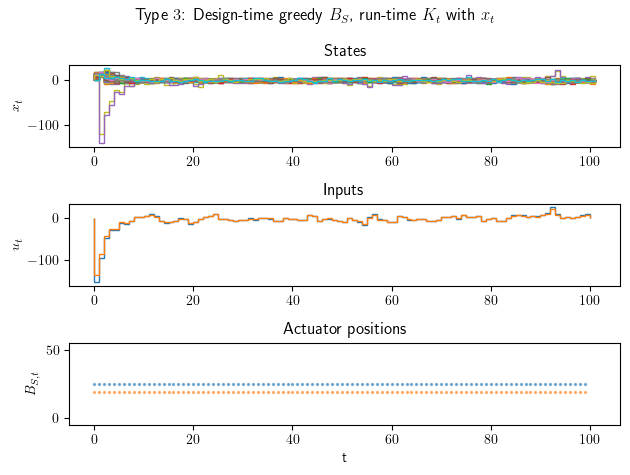 Type 3: Design-time greedy $B_S$, run-time $K_t$ with $x_t$
States
$x_t$
0
−100
0 20 40 60 80 100
Inputs
$u_t$
0
−100
0 20 40 60 80 100
Actuator positions
$B_{S,t}$
50
0
0 20 40 60 80 100
t